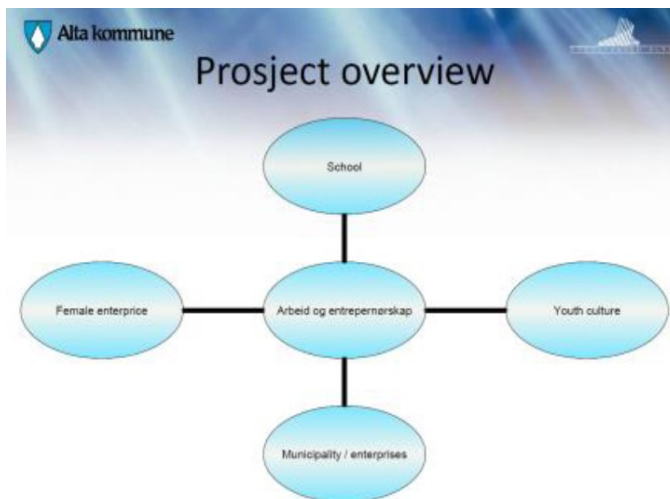 Alta kommune
Prosject overview
School
Female enterprice
Arbeid og entrepernørskap
Youth culture
Municipality / enterprises